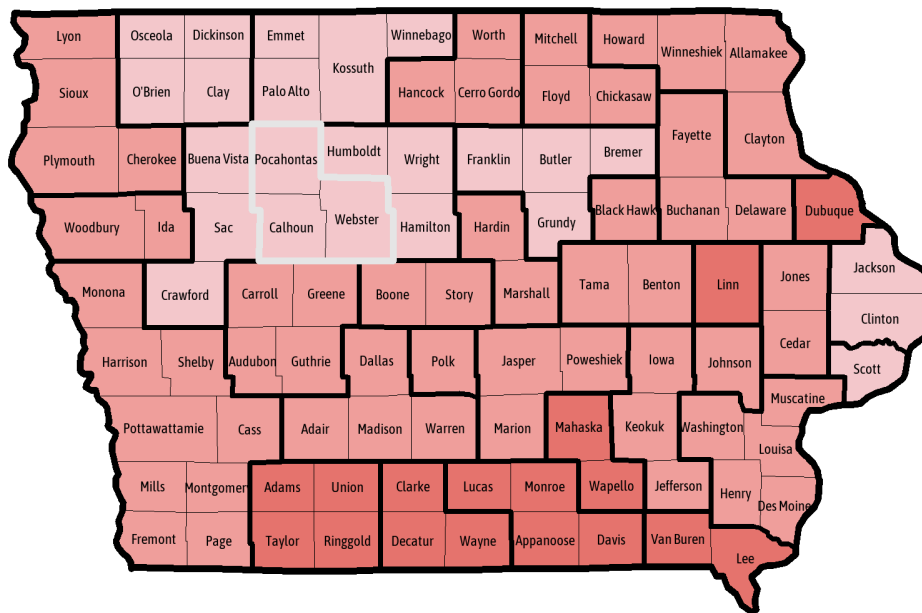 Lyon Osceola Dickinson Emmet Winnebago Worth Mitchell Howard Winneshiek Allamakee
Kossuth
Sioux O'Brien Clay Palo Alto Hancock Cerro Gordo Floyd Chickasaw
Fayette Clayton
Plymouth Cherokee Buena Vista Pocahontas Humboldt Wright Franklin Butler Bremer
Woodbury Ida Sac Calhoun Webster Hamilton Hardin Grundy Black Hawk Buchanan Delaware Dubuque
Jackson
Monona Crawford Carroll Greene Boone Story Marshall Tama Benton Linn Jones
Clinton
Harrison Shelby Audubon Guthrie Dallas Polk Jasper Poweshiek Iowa Johnson Cedar
Scott
Muscatine
Pottawattamie Cass Adair Madison Warren Marion Mahaska Keokuk Washington
Louisa
Mills Montgomery Adams Union Clarke Lucas Monroe Wapello Jefferson Henry
Des Moine
Fremont Page Taylor Ringgold Decatur Wayne Appanoose Davis Van Buren Lee